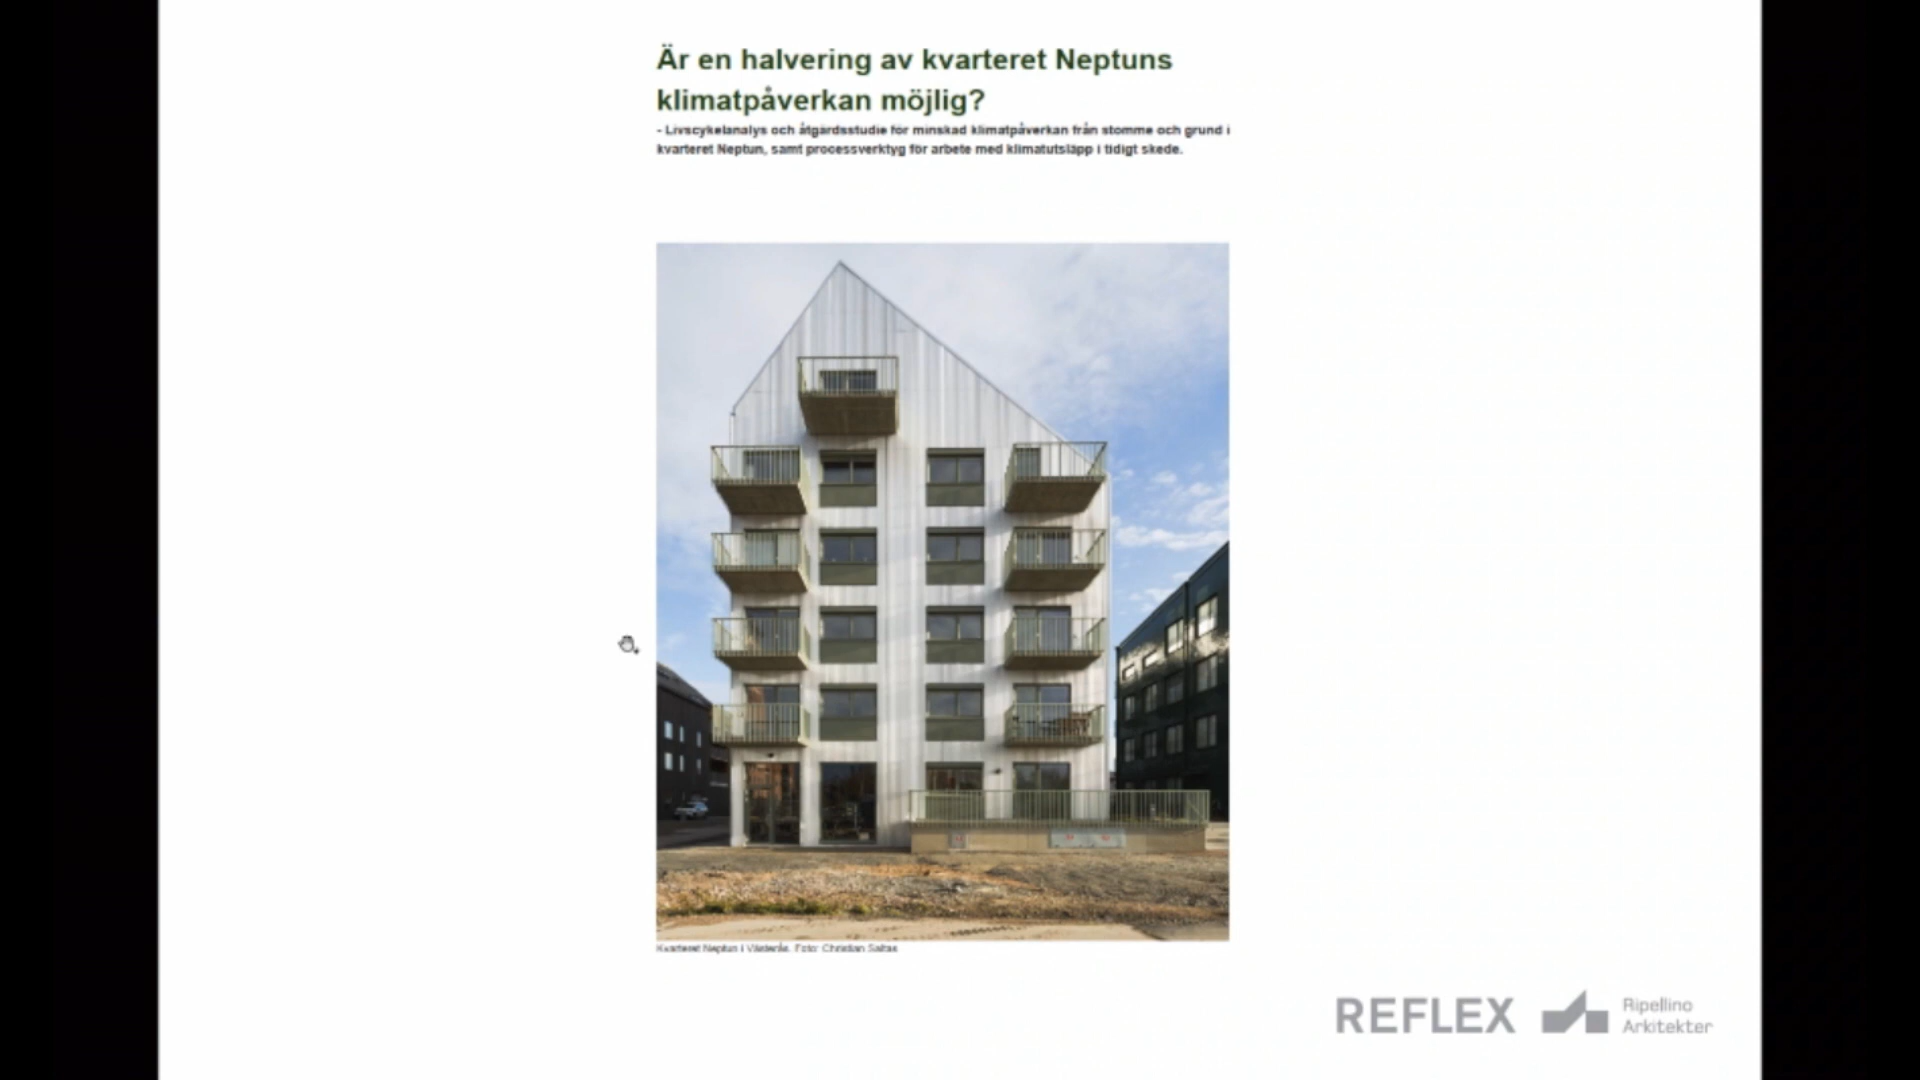 Är en halvering av kvarteret Neptuns
klimatpåverkan möjlig?
- Livscykelanalys och åtgärdsstudie för minskad klimatpåverkan från stomme och grund i
kvarteret Neptun, samt processverktyg för arbete med klimatutsläpp i tidigt skede.
Kvarteret Neptun i Västerås. Foto: Christian Saltas
REFLEX
Ripellino
Arkitekter